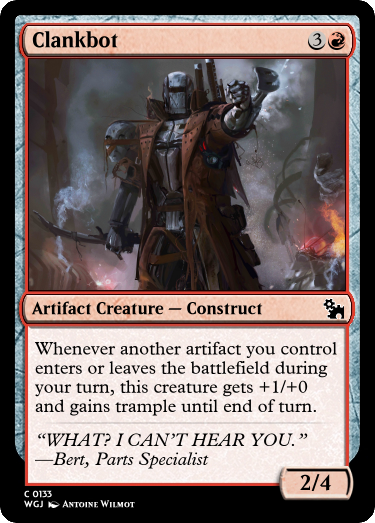 Clankbot 3
Artifact Creature — Construct
Whenever another artifact you control
enters or leaves the battlefield during
your turn, this creature gets +1/+0
and gains trample until end of turn.
“WHAT? I CAN’T HEAR YOU.”
—Bert, Parts Specialist
2/4
C 0133
WGJ Antoine Wilmot